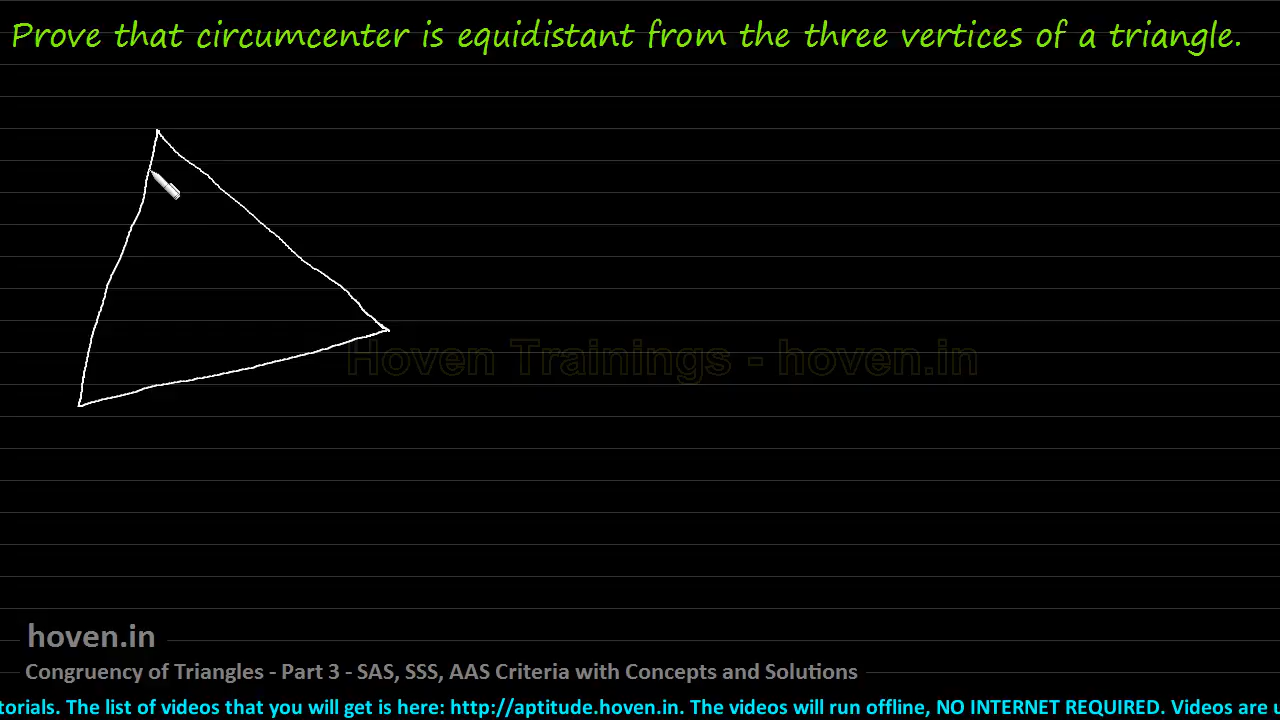 Prove that circumcenter is equidistant from the three vertices of a triangle.
Hoven Trainings - hoven.in
hoven.in
Congruency of Triangles - Part 3 - SAS, SSS, AAS Criteria with Concepts and Solutions
torials. The list of videos that you will get is here: http://aptitude.hoven.in. The videos will run offline, NO INTERNET REQUIRED. Videos are u